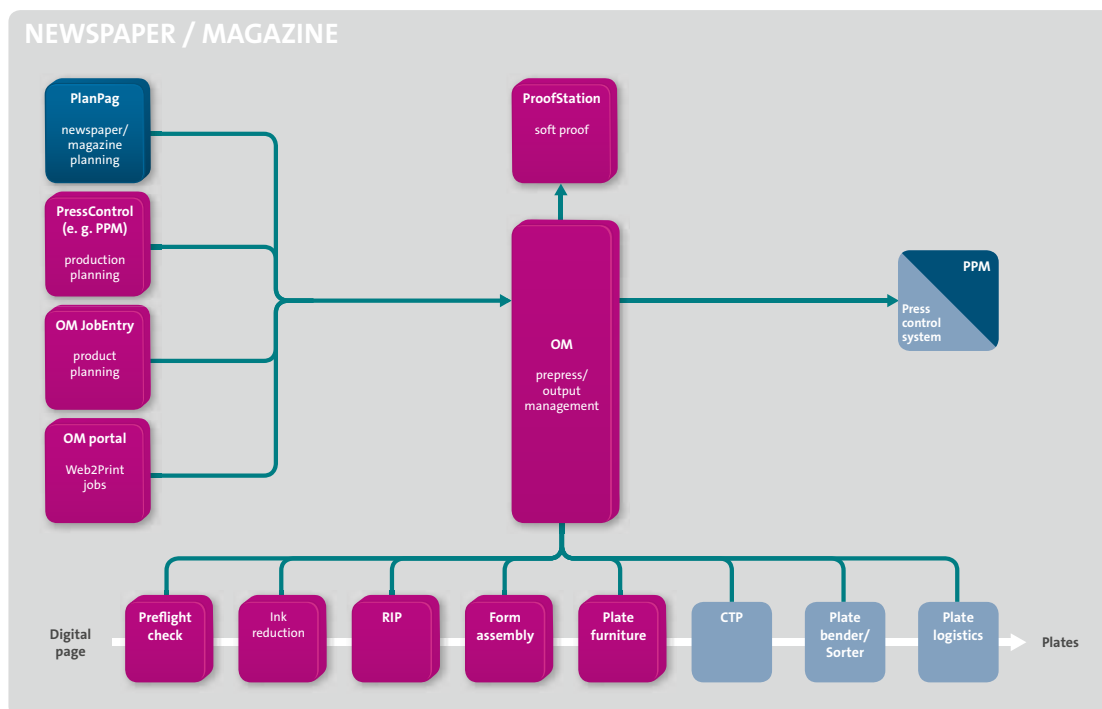 NEWSPAPER / MAGAZINE
PlanPag
newspaper/
magazine
planning
PressControl
(e. g. PPM)
production
planning
OM JobEntry
product
planning
OM portal
Web2Print
jobs
ProofStation
soft proof
OM
prepress/
output
management
PPM
Press
control
system
Digital
page
Preflight
check
Ink
reduction
RIP
Form
assembly
Plate
furniture
CTP
Plate
bender/
Sorter
Plate
logistics
Plates